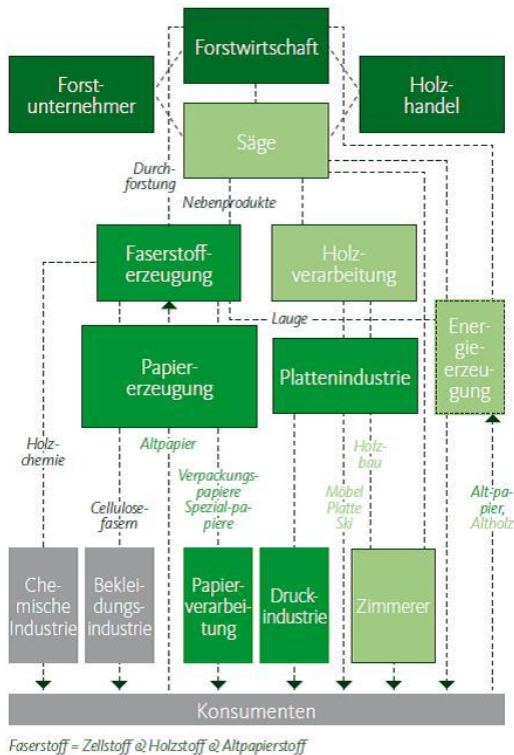 Forstwirtschaft
Forst-
unternehmer
Holz-
handel
Säge
Durch-
forstung
Nebenprodukte
Faserstoff-
erzeugung
Holz-
verarbeitung
Lauge
Ener-
gie-
erzeu-
gung
Papier-
erzeugung
Plattenindustrie
Holz-
chemie
Altpapier
Holz-
bau
Verpackungs-
papiere
Spezial-pa-
piere
Möbel
Platte
Ski
Alt-pa-
pier,
Altholz
Cellulose-
fasern
Che-
mische
Industrie
Beklei-
dungs-
industrie
Papier-
verarbei-
tung
Druck-
industrie
Zimmerer
Konsumenten
Faserstoff = Zellstoff @ Holzstoff @ Altpapierstoff